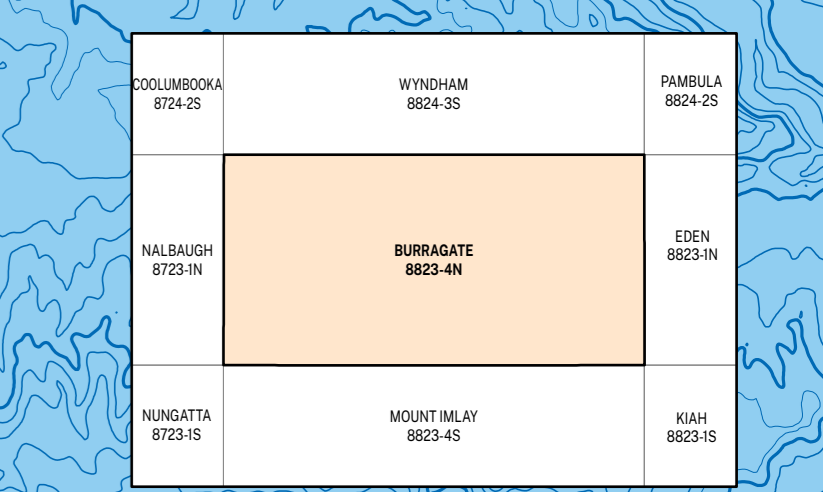 COOLUMBOOKA
8724-2S
WYNDHAM
8824-3S
PAMBULA
8824-2S
NALBAUGH
8723-1N
BURRAGATE
8823-4N
EDEN
8823-1N
NUNGATTA
8723-1S
MOUNT IMLAY
8823-4S
KIAH
8823-1S